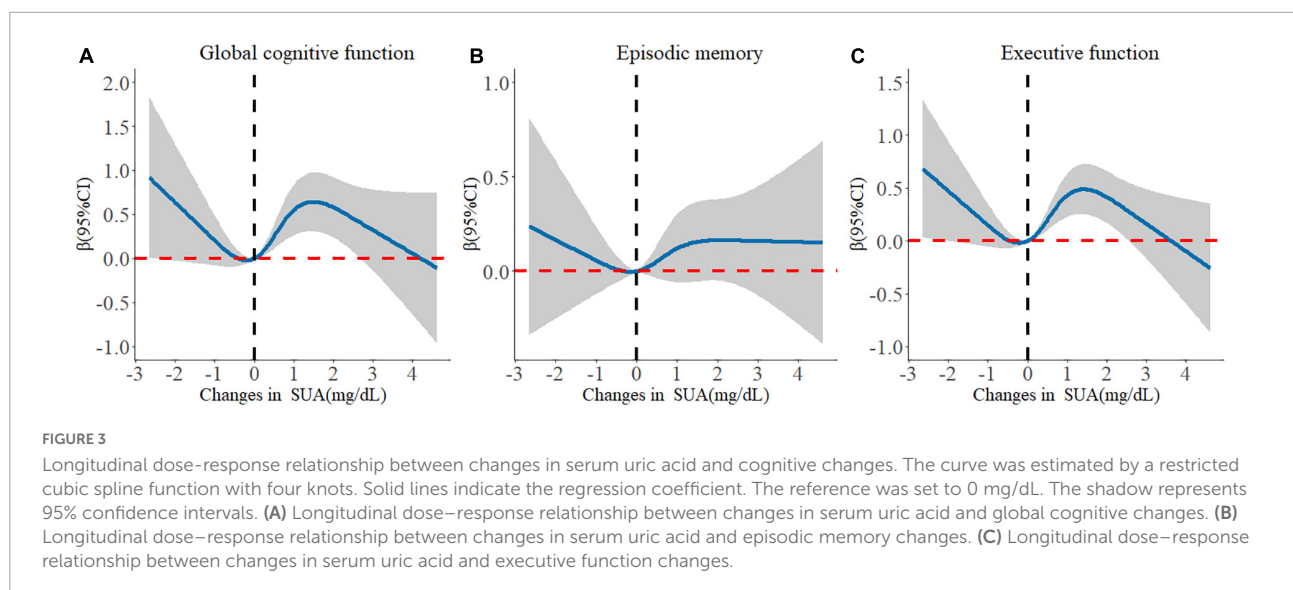 A Global cognitive function
β(95%CI)
2.0
1.5
1.0
0.5
0.0
-0.5
-1.0
-3 -2 -1 0 1 2 3 4
Changes in SUA(mg/dL)
B Episodic memory
β(95%CI)
1.0
0.5
0.0
-3 -2 -1 0 1 2 3 4
Changes in SUA(mg/dL)
C Executive function
β(95%CI)
1.5
1.0
0.5
0.0
-0.5
-1.0
-3 -2 -1 0 1 2 3 4
Changes in SUA(mg/dL)
FIGURE 3
Longitudinal dose-response relationship between changes in serum uric acid and cognitive changes. The curve was estimated by a restricted
cubic spline function with four knots. Solid lines indicate the regression coefficient. The reference was set to 0 mg/dL. The shadow represents
95% confidence intervals. (A) Longitudinal dose–response relationship between changes in serum uric acid and global cognitive changes. (B)
Longitudinal dose–response relationship between changes in serum uric acid and episodic memory changes. (C) Longitudinal dose–response
relationship between changes in serum uric acid and executive function changes.